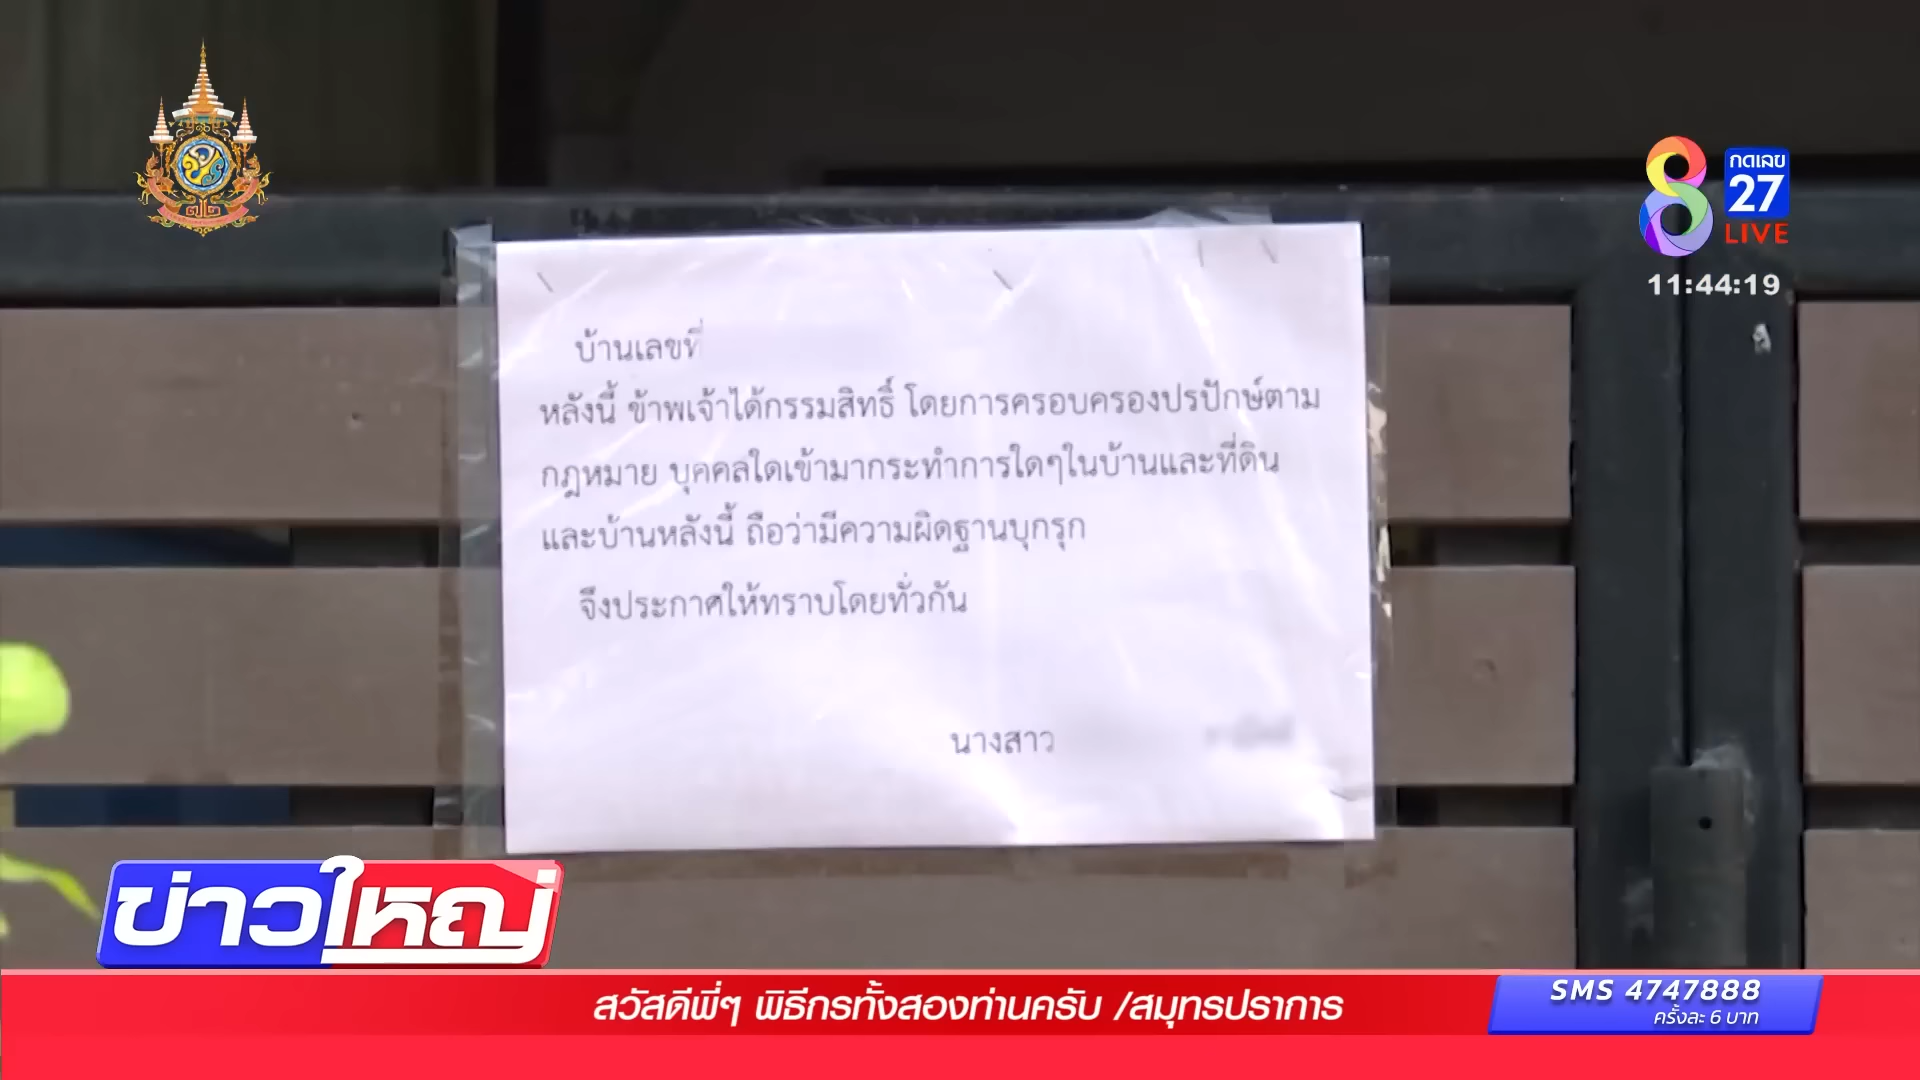 กดเลข
27
LIVE
11:44:19
บ้านเลขที่
หลังนี้ ข้าพเจ้าได้กรรมสิทธิ์ โดยการครอบครองปรปักษ์ตาม
กฎหมาย บุคคลใดเข้ามากระทำการใดๆในบ้านและที่ดิน
และบ้านหลังนี้ ถือว่ามีความผิดฐานบุกรุก
จึงประกาศให้ทราบโดยทั่วกัน
นางสาว
ข่าวใหญ่
สวัสดีพี่ๆ พิธีกรทั้งสองท่านครับ /สมุทรปราการ
SMS 4747888
ครั้งละ 6 บาท